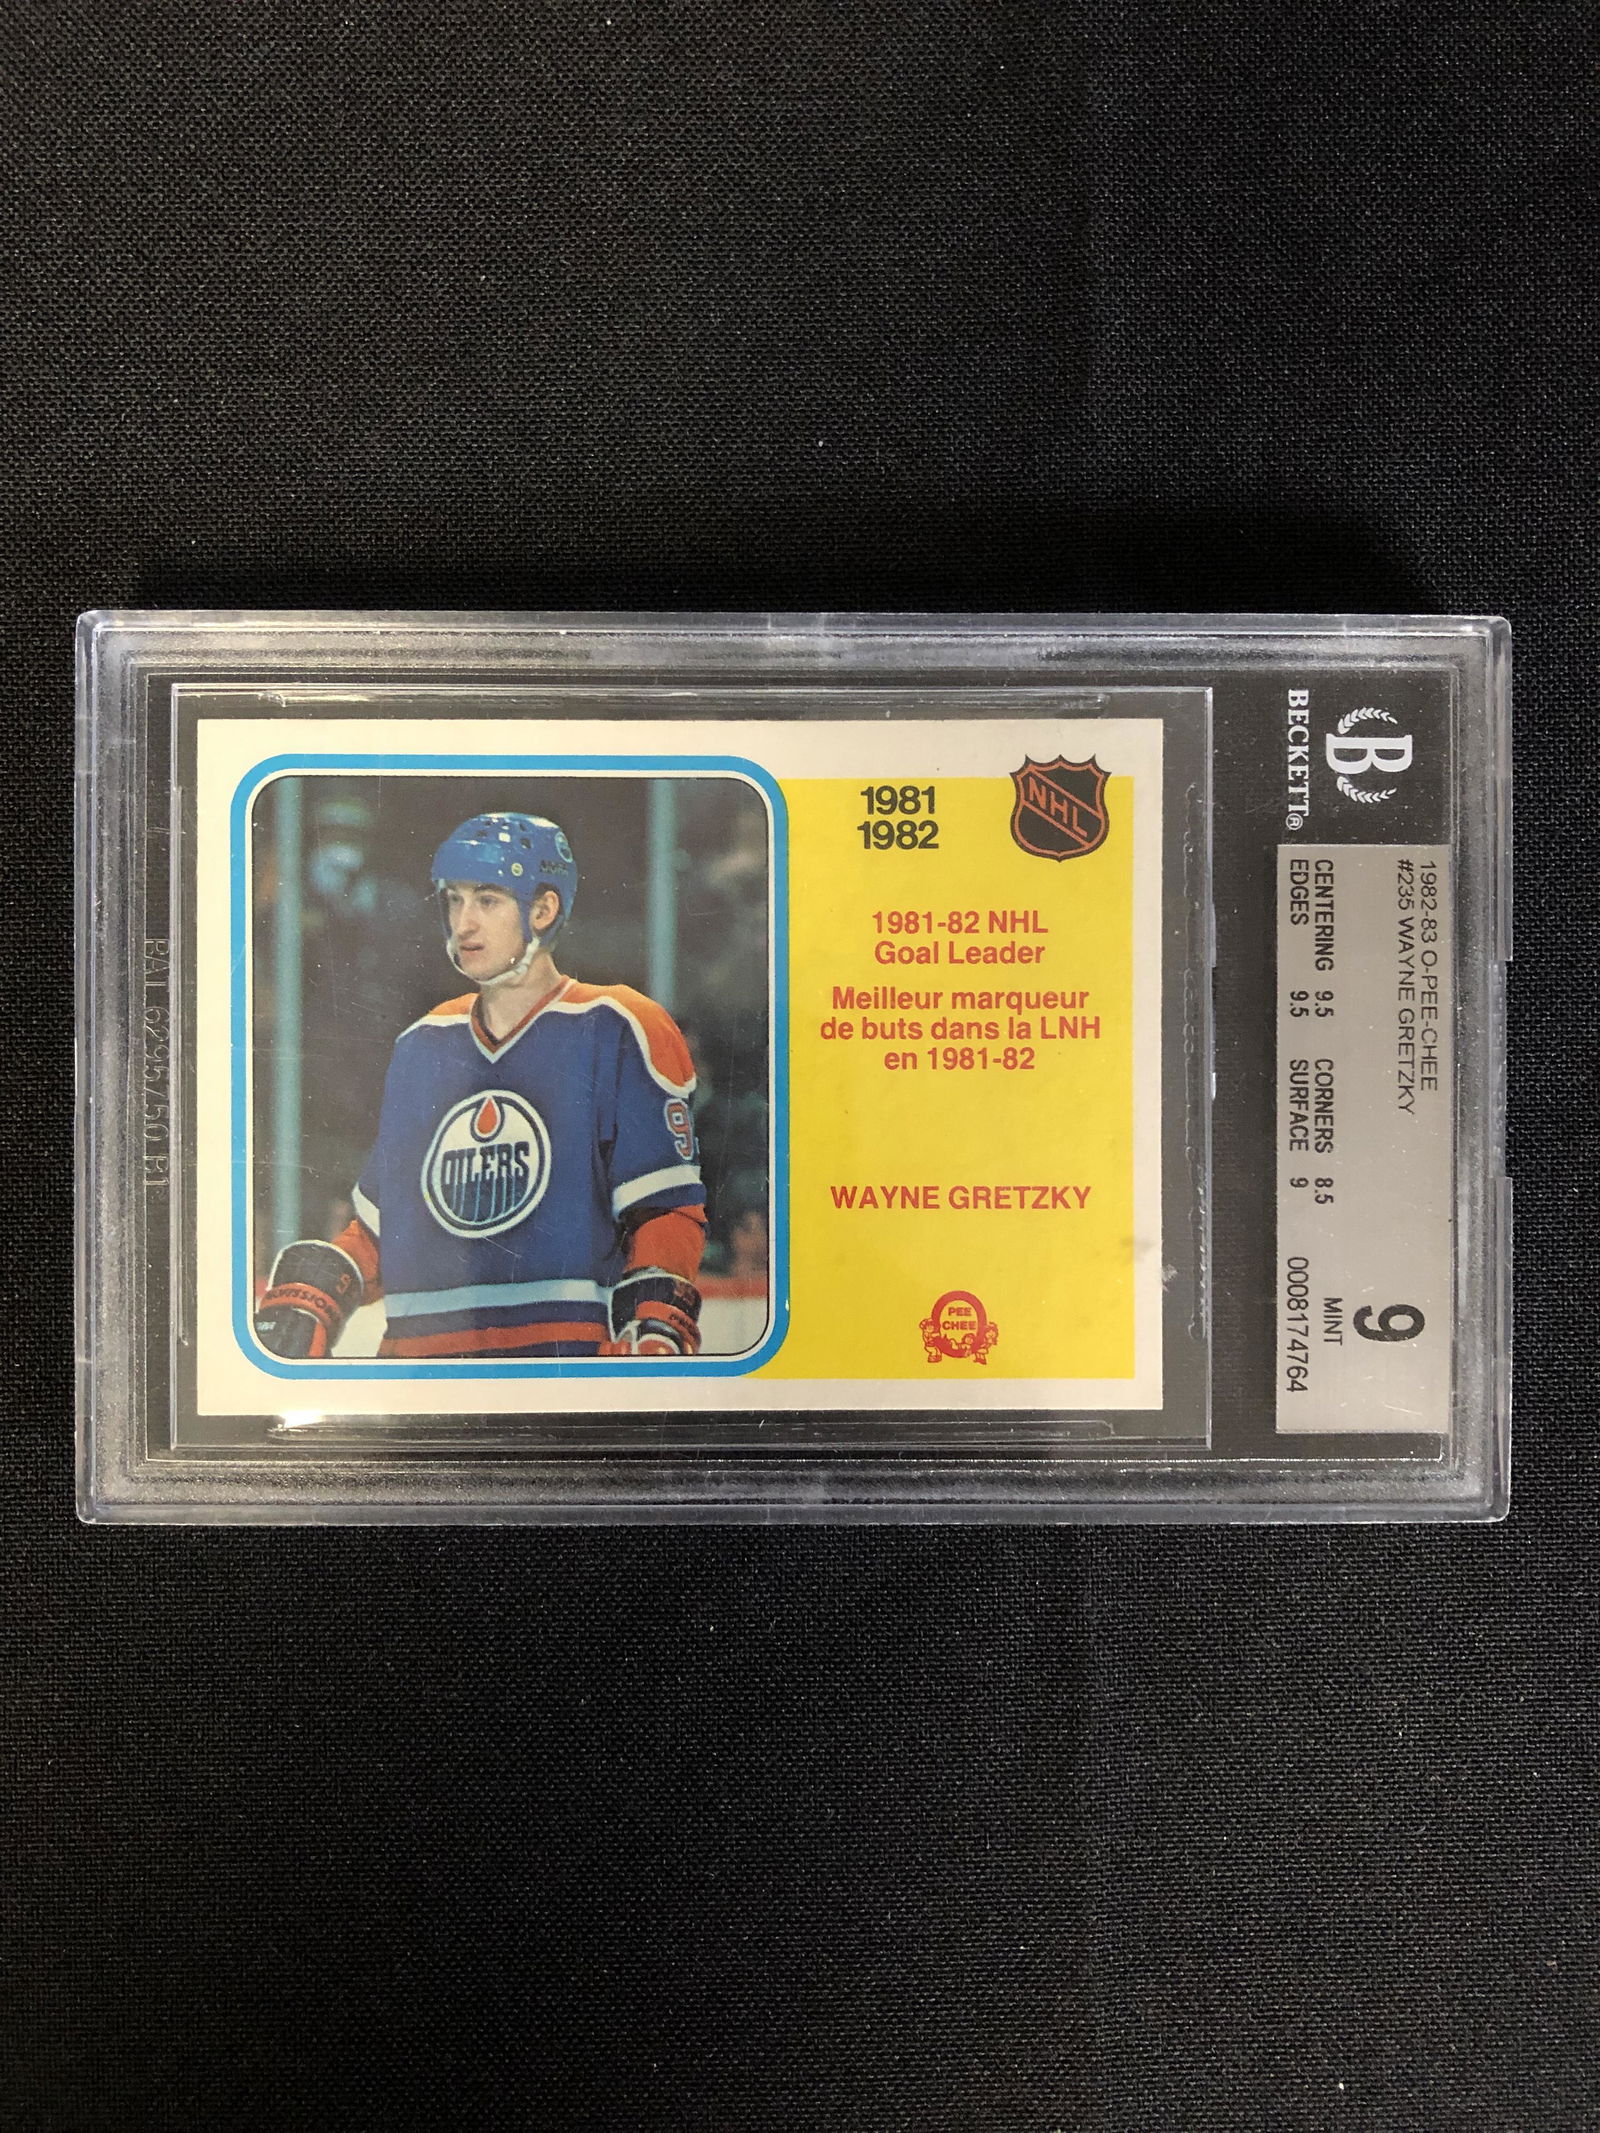 1981
1982
NHL
1981-82 NHL
Goal Leader
Meilleur marqueur
de buts dans la LNH
en 1981-82
WAYNE GRETZKY
PEE
CHEE
OILERS
9
B
BECKETT®
1982-83 O-PEE-CHEE
#235 WAYNE GRETZKY
CENTERING 9.5 CORNERS 8.5
EDGES 9.5 SURFACE 9
9
MINT
0008174764